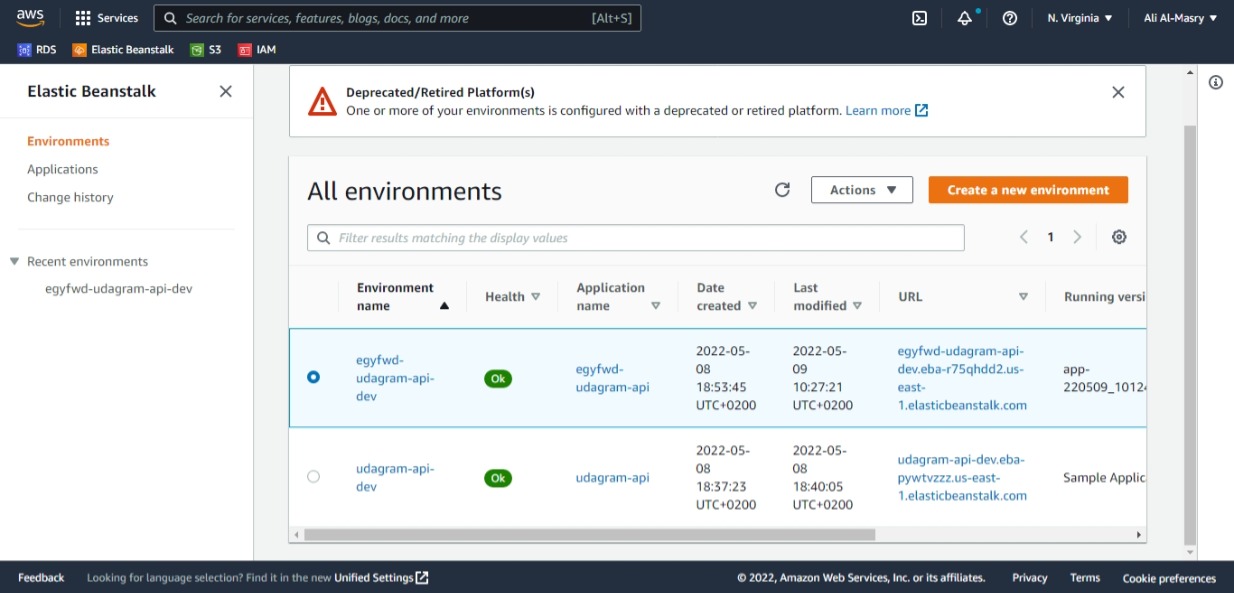 aws
Services
Search for services, features, blogs, docs, and more
[Alt+S]
N. Virginia
Ali Al-Masry
RDS
Elastic Beanstalk
S3
IAM
Elastic Beanstalk
Environments
Applications
Change history
Recent environments
egyfwd-udagram-api-dev
Deprecated/Retired Platform(s)
One or more of your environments is configured with a deprecated or retired platform. Learn more
All environments
Actions
Create a new environment
Filter results matching the display values
1
Environment
name
Health
Application
name
Date
created
Last
modified
URL
Running versi
egyfwd-
udagram-api-
dev
Ok
egyfwd-
udagram-api
2022-05-
08
18:53:45
UTC+0200
2022-05-
09
10:27:21
UTC+0200
egyfwd-udagram-api-
dev.eba-r75qhdd2.us-
east-
1.elasticbeanstalk.com
app-
220509_10124
udagram-api-
dev
Ok
udagram-api
2022-05-
08
18:37:23
UTC+0200
2022-05-
08
18:40:05
UTC+0200
udagram-api-dev.eba-
pywtvzzz.us-east-
1.elasticbeanstalk.com
Sample Applic
Feedback
Looking for language selection? Find it in the new Unified Settings
© 2022, Amazon Web Services, Inc. or its affiliates.
Privacy
Terms
Cookie preferences